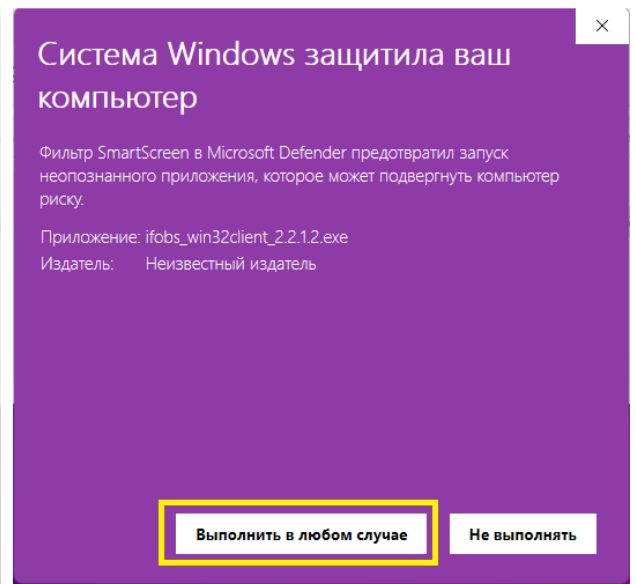 Система Windows защитила ваш
компьютер
Фильтр SmartScreen в Microsoft Defender предотвратил запуск
неопознанного приложения, которое может подвергнуть компьютер
риску.
Приложение: ifobs_win32client_2.2.1.2.exe
Издатель: Неизвестный издатель
Выполнить в любом случае
Не выполнять